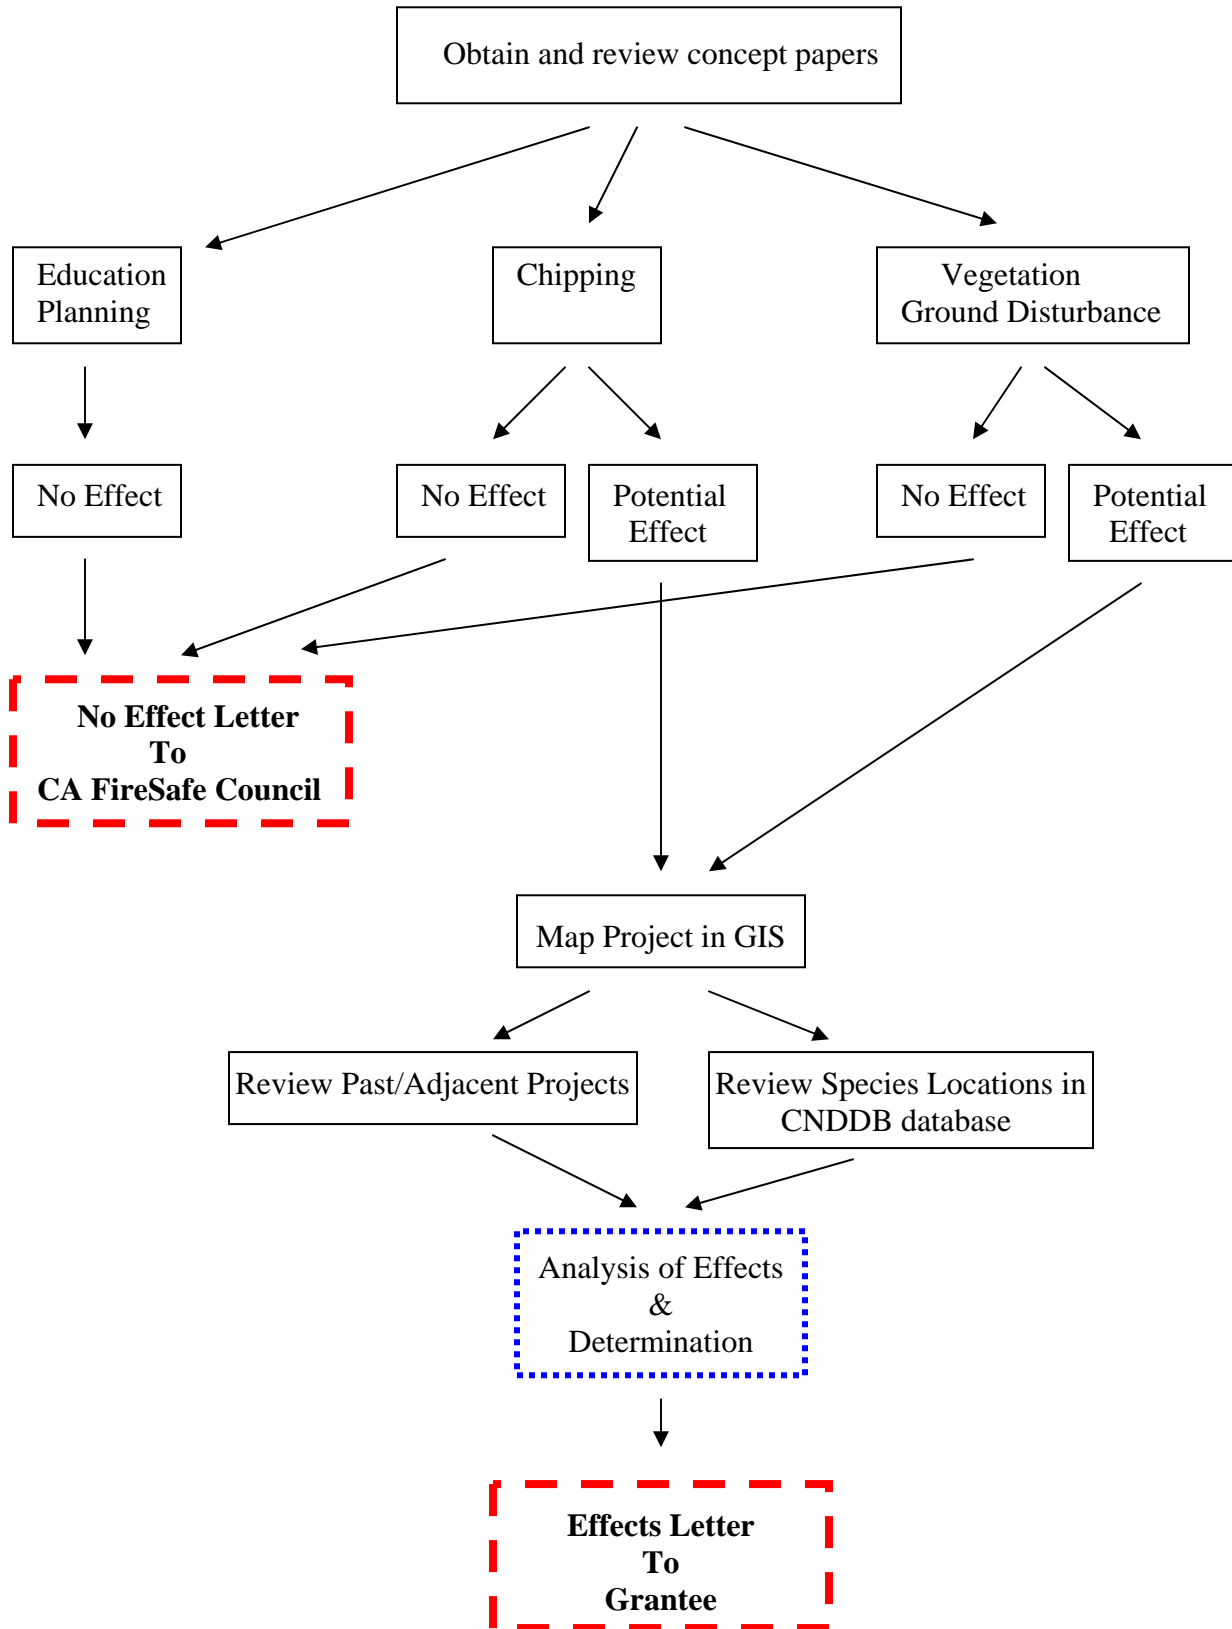 Obtain and review concept papers
Education
Planning
Chipping
Vegetation
Ground Disturbance
No Effect
No Effect
Potential
Effect
No Effect
Potential
Effect
No Effect Letter
To
CA FireSafe Council
Map Project in GIS
Review Past/Adjacent Projects
Review Species Locations in
CNDDB database
Analysis of Effects
&
Determination
Effects Letter
To
Grantee